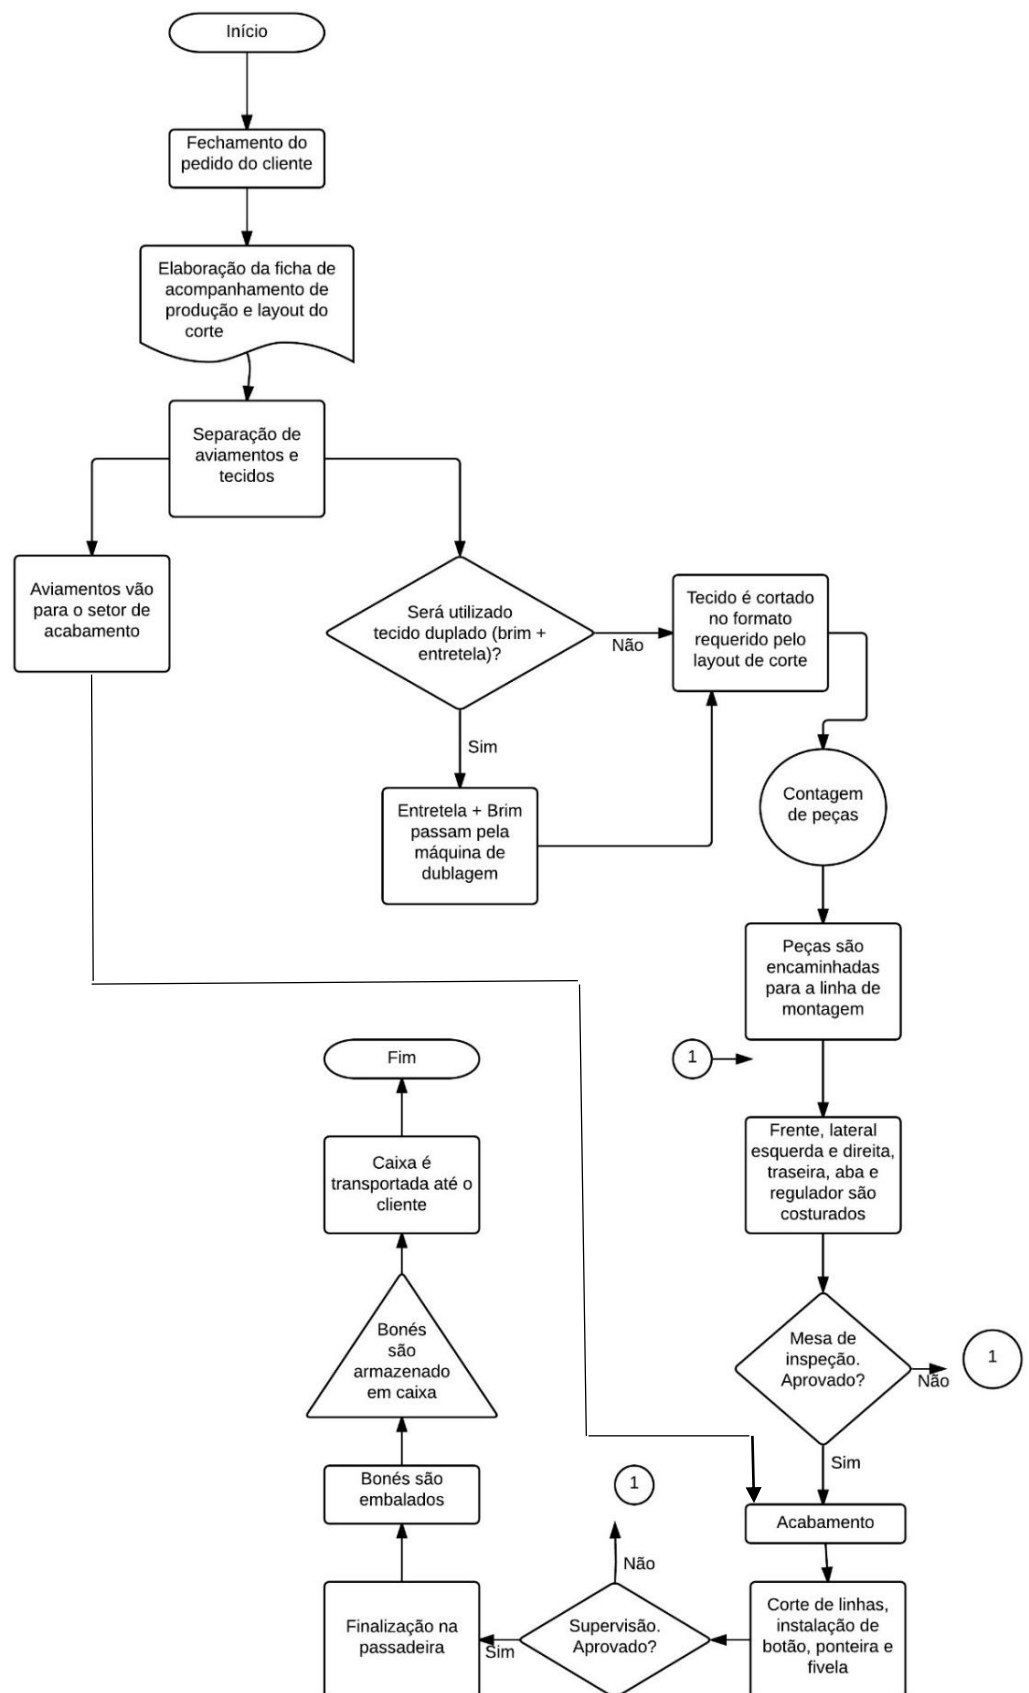 Início
Fechamento do
pedido do cliente
Elaboração da ficha de
acompanhamento de
produção e layout do
corte
Separação de
aviamentos e
tecidos
Aviamentos vão
para o setor de
acabamento
Será utilizado
tecido duplado (brim +
entretela)?
Não
Sim
Tecido é cortado
no formato
requerido pelo
layout de corte
Entretela + Brim
passam pela
máquina de
dublagem
Contagem
de peças
Peças são
encaminhadas
para a linha de
montagem
1
Frente, lateral
esquerda e direita,
traseira, aba e
regulador são
costurados
Mesa de
inspeção.
Aprovado?
Não
1
Sim
Acabamento
Corte de linhas,
instalação de
botão, ponteira e
fivela
Supervisão.
Aprovado?
Não
1
Sim
Finalização na
passadeira
Bonés são
embalados
Bonés
são
armazenado
em caixa
Caixa é
transportada até o
cliente
Fim